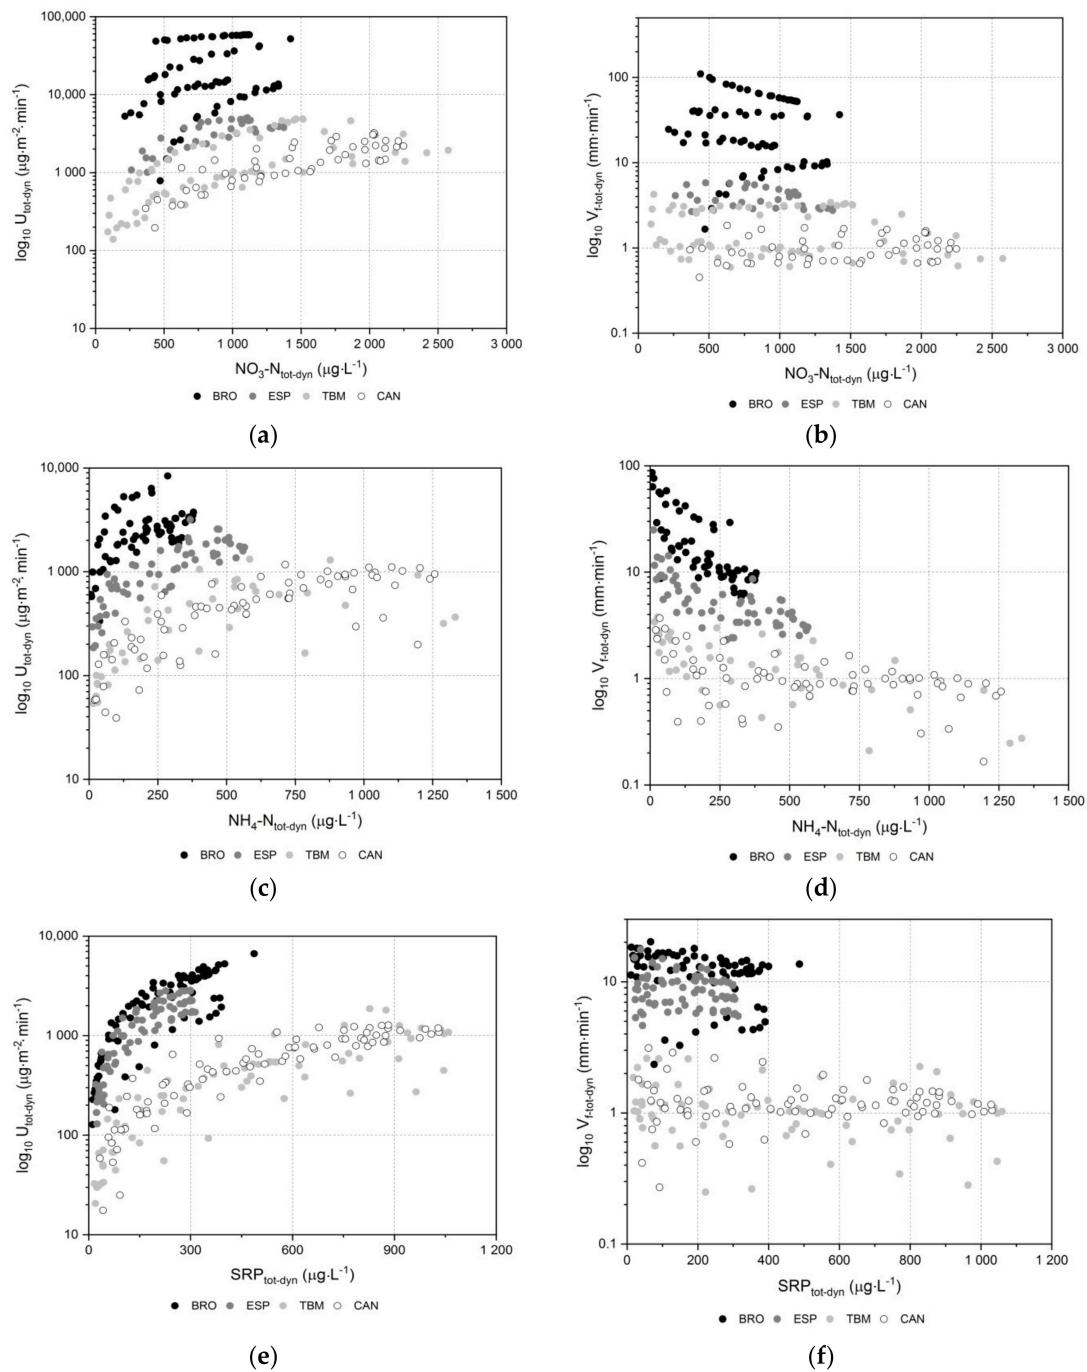 100,000
10,000
1 000
100
10
0
500
1 000
1 500
2 000
2 500
3 000
log10 Utot-dyn (µg·m-2·min-1)
NO3-Ntot-dyn (µg·L-1)
BRO ESP TBM CAN
(a)
100
10
1
0.1
0
500
1 000
1 500
2 000
2 500
3 000
log10 Vf-tot-dyn (mm·min-1)
NO3-Ntot-dyn (µg·L-1)
BRO ESP TBM CAN
(b)
10,000
1 000
100
10
0
250
500
750
1 000
1 250
1 500
log10 Utot-dyn (µg·m-2·min-1)
NH4-Ntot-dyn (µg·L-1)
BRO ESP TBM CAN
(c)
100
10
1
0.1
0
250
500
750
1 000
1 250
1 500
log10 Vf-tot-dyn (mm·min-1)
NH4-Ntot-dyn (µg·L-1)
BRO ESP TBM CAN
(d)
10,000
1 000
100
10
0
300
600
900
1 200
log10 Utot-dyn (µg·m-2·min-1)
SRPtot-dyn (µg·L-1)
BRO ESP TBM CAN
(e)
10
1
0.1
0
200
400
600
800
1 000
1 200
log10 Vf-tot-dyn (mm·min-1)
SRPtot-dyn (µg·L-1)
BRO ESP TBM CAN
(f)